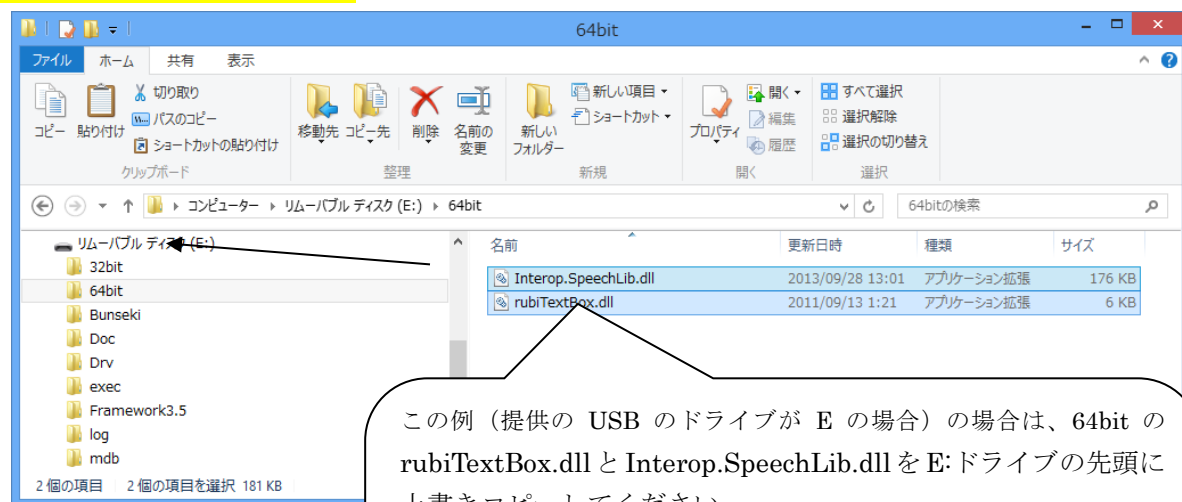 64bit
ファイル ホーム 共有 表示
コピー 貼り付け 切り取り パスのコピー ショートカットの貼り付け
移動先 コピー先 削除 名前の変更
新しいフォルダー 新しい項目 ショートカット
プロパティ 開く 編集 履歴
すべて選択 選択解除 選択の切り替え
クリップボード 整理 新規 開く 選択
コンピューター リムーバブル ディスク (E:) 64bit 64bitの検索
リムーバブル ディスク (E:)
32bit
64bit
Bunseki
Doc
Drv
exec
Framework3.5
log
mdb
名前 更新日時 種類 サイズ
Interop.SpeechLib.dll 2013/09/28 13:01 アプリケーション拡張 176 KB
rubiTextBox.dll 2011/09/13 1:21 アプリケーション拡張 6 KB
2 個の項目 2 個の項目を選択 181 KB
この例（提供の USB のドライブが E の場合）の場合は、64bit の
rubiTextBox.dll と Interop.SpeechLib.dll を E:ドライブの先頭に
上書きコピーしてください